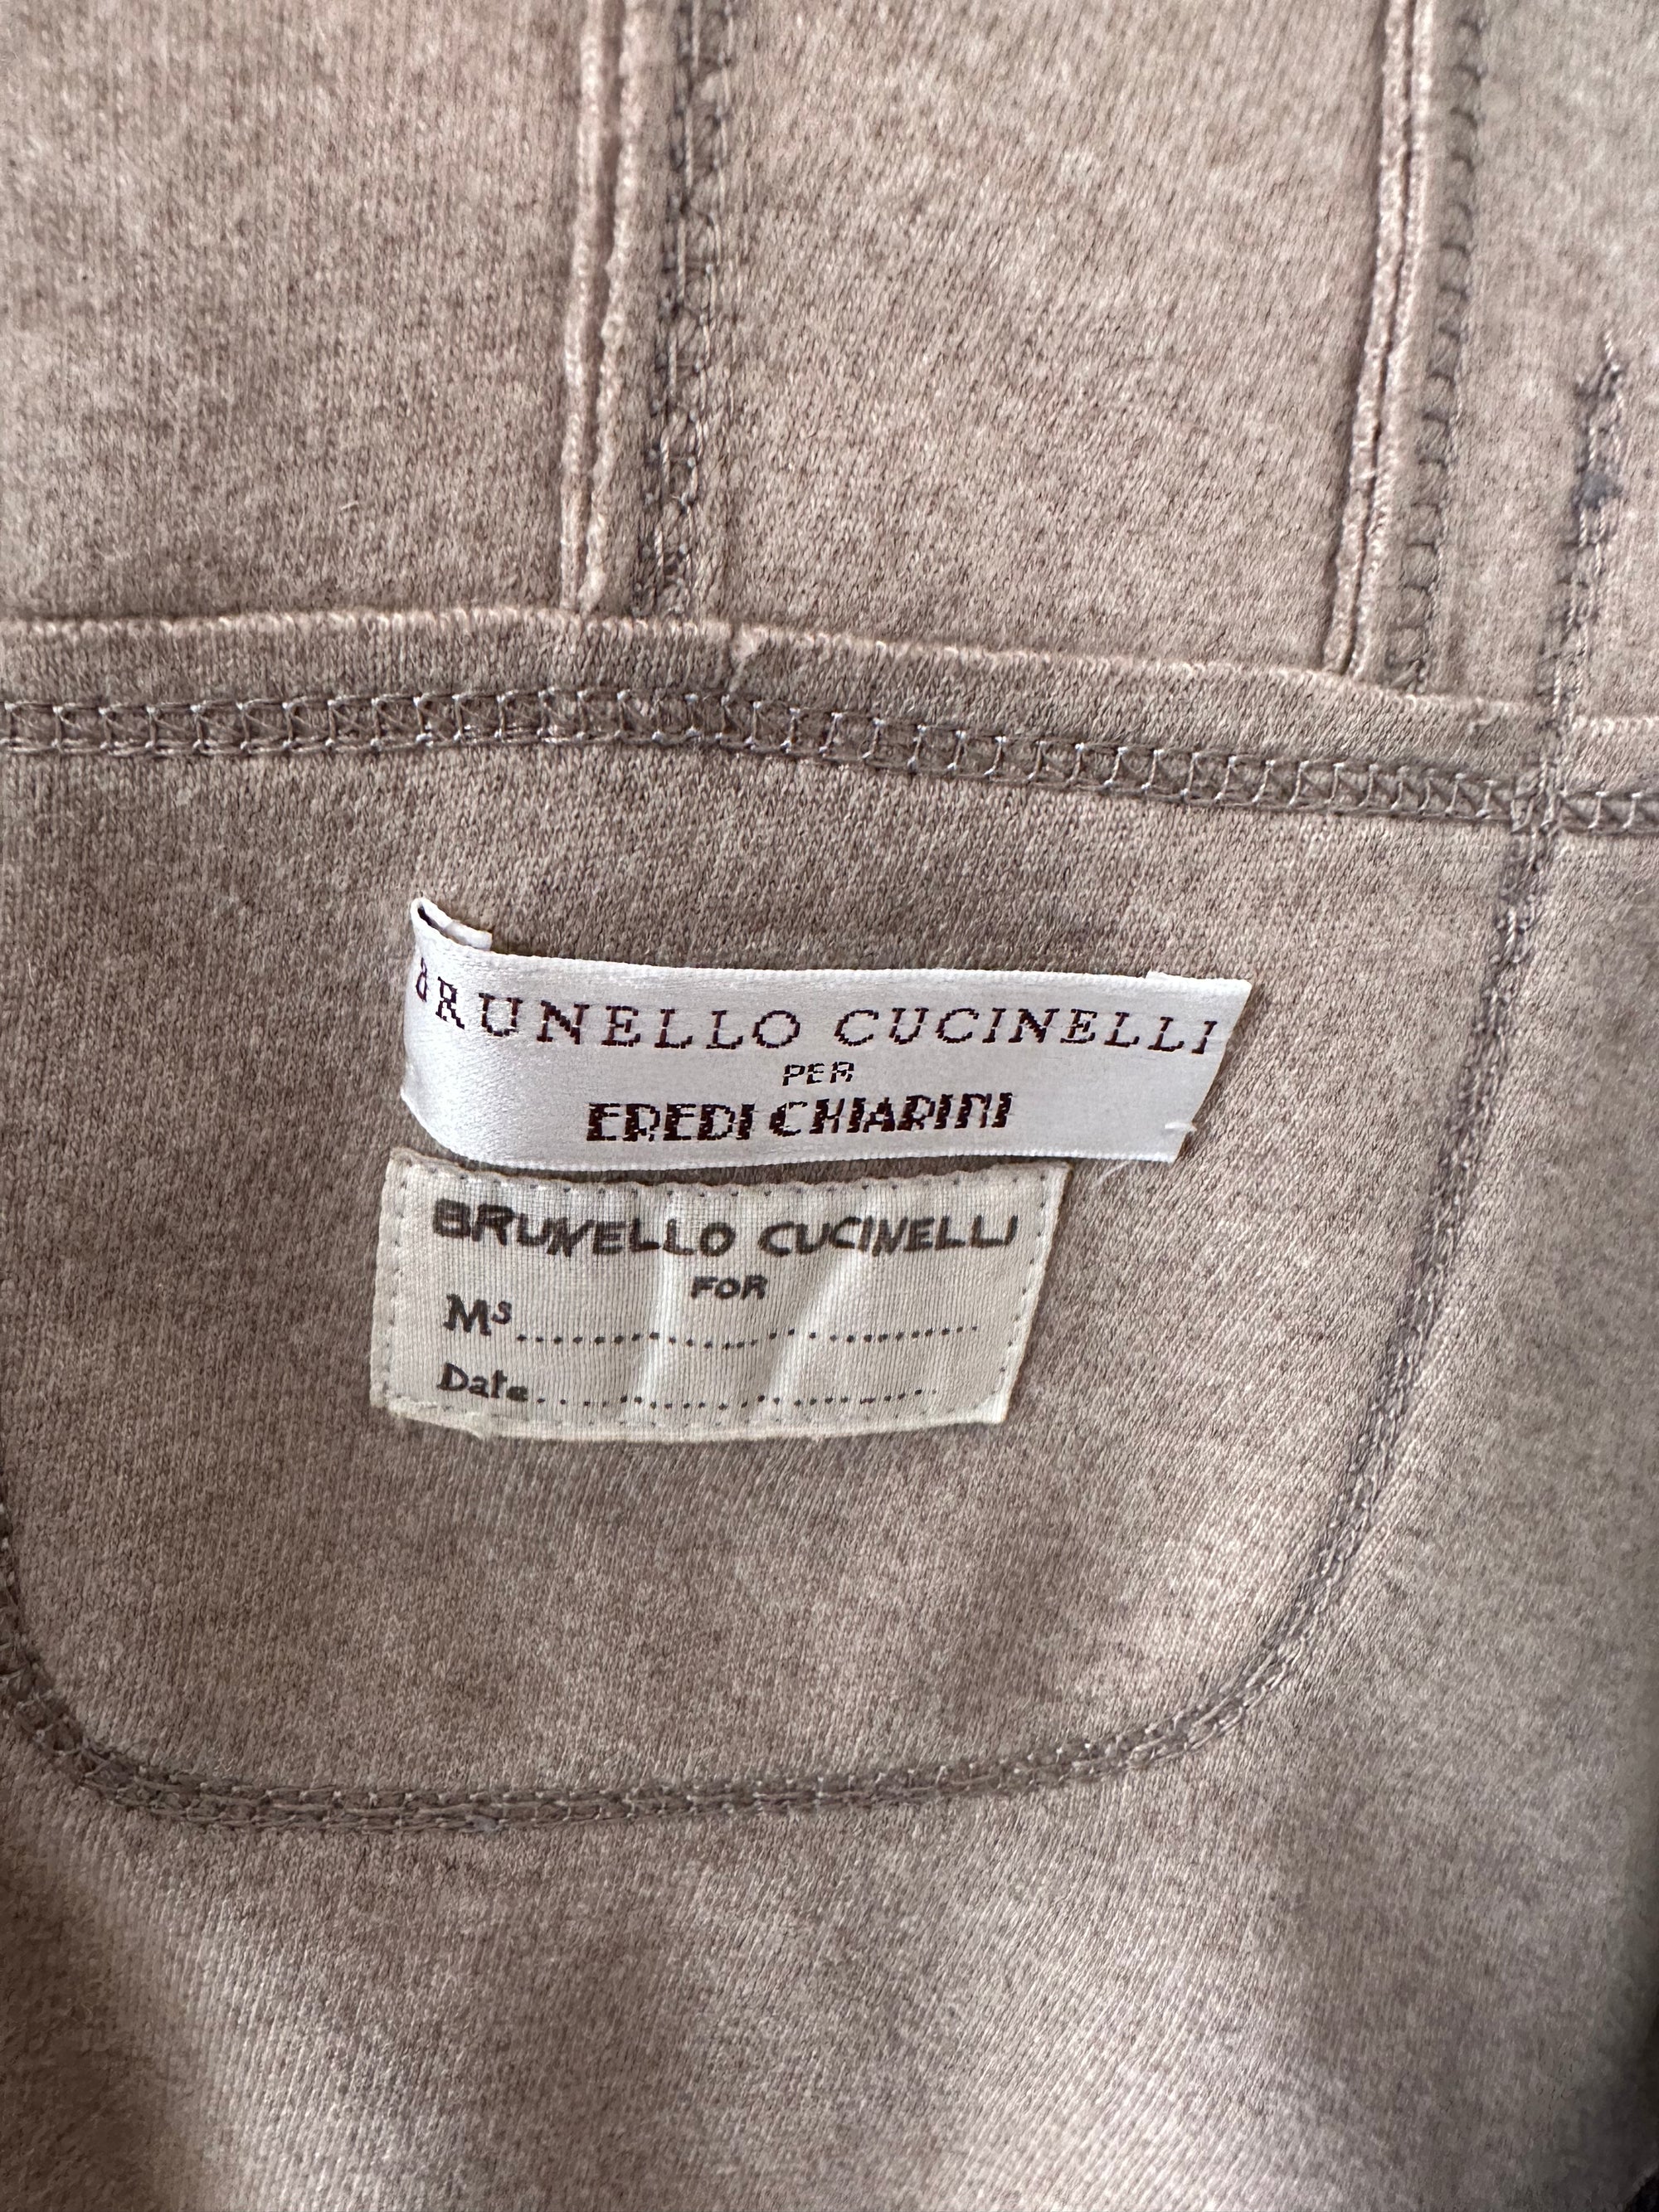 BRUNELLO CUCINELLI
PER
EREDI CHIARINI
BRUNELLO CUCINELLI
FOR
Ms..............................
Date..............................